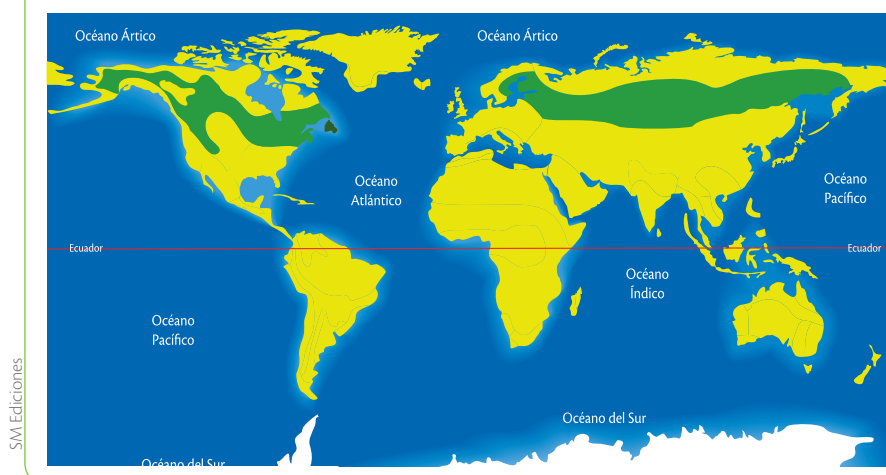 Océano Ártico
Océano Ártico
Océano
Atlántico
Océano
Pacífico
Ecuador
Ecuador
Océano
Índico
Océano
Pacífico
Océano del Sur
Océano del Sur
SM Ediciones